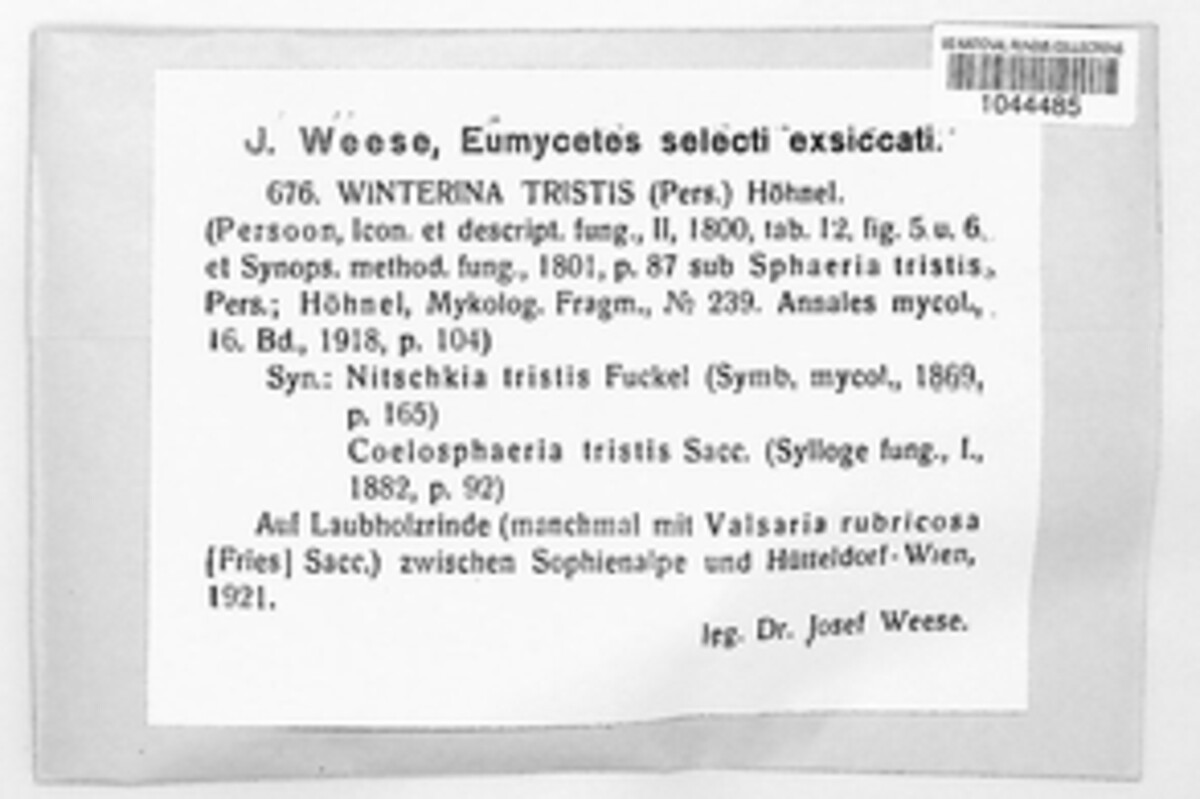 US NATIONAL FUNGUS COLLECTIONS
1044485
J. Weese, Eumycetes selecti exsiccati.
676. WINTERINA TRISTIS (Pers.) Höhnel.
(Persoon, Icon. et descript. fung., II, 1800, tab. 12, fig. 5 u. 6.
et Synops. method. fung., 1801, p. 87 sub Sphaeria tristis
Pers.; Höhnel, Mykolog. Fragm., № 239. Annales mycol.,
16. Bd., 1918, p. 104)
Syn.: Nitschkia tristis Fuckel (Symb. mycol., 1869,
p. 165)
Coelosphaeria tristis Sacc. (Sylloge fung., I.,
1882, p. 92)
Auf Laubholzrinde (manchmal mit Valsaria rubricosa
[Fries] Sacc.) zwischen Sophienalpe und Hütteldorf-Wien,
1921.
leg. Dr. Josef Weese.